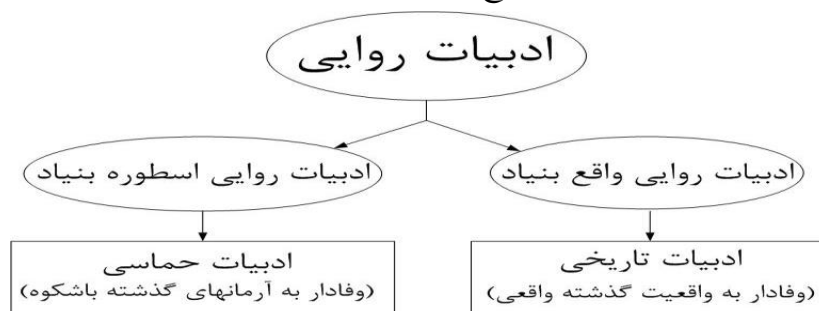 ادبیات روایی
ادبیات روایی واقع بنیاد
ادبیات روایی اسطوره بنیاد
ادبیات تاریخی
(وفادار به واقعیت گذشته واقعی)
ادبیات حماسی
(وفادار به آرمانهای گذشته باشکوه)